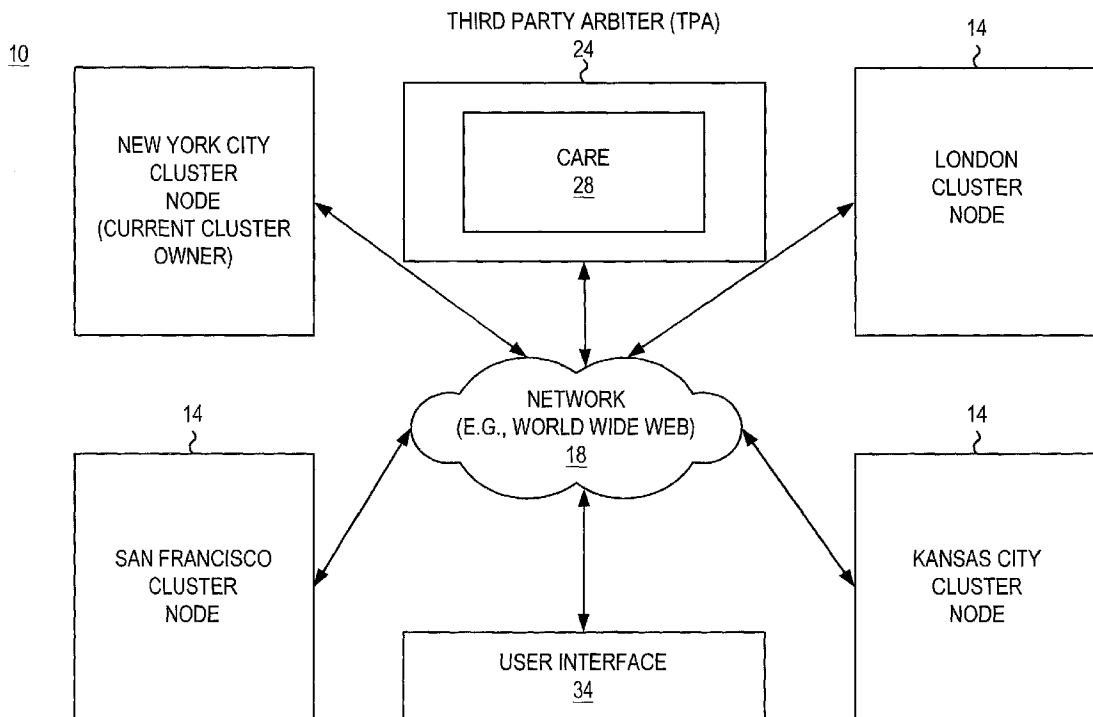 THIRD PARTY ARBITER (TPA)
10
24
14
NEW YORK CITY
CLUSTER
NODE
(CURRENT CLUSTER
OWNER)
CARE
28
LONDON
CLUSTER
NODE
NETWORK
(E.G., WORLD WIDE WEB)
18
14
14
SAN FRANCISCO
CLUSTER
NODE
KANSAS CITY
CLUSTER
NODE
USER INTERFACE
34